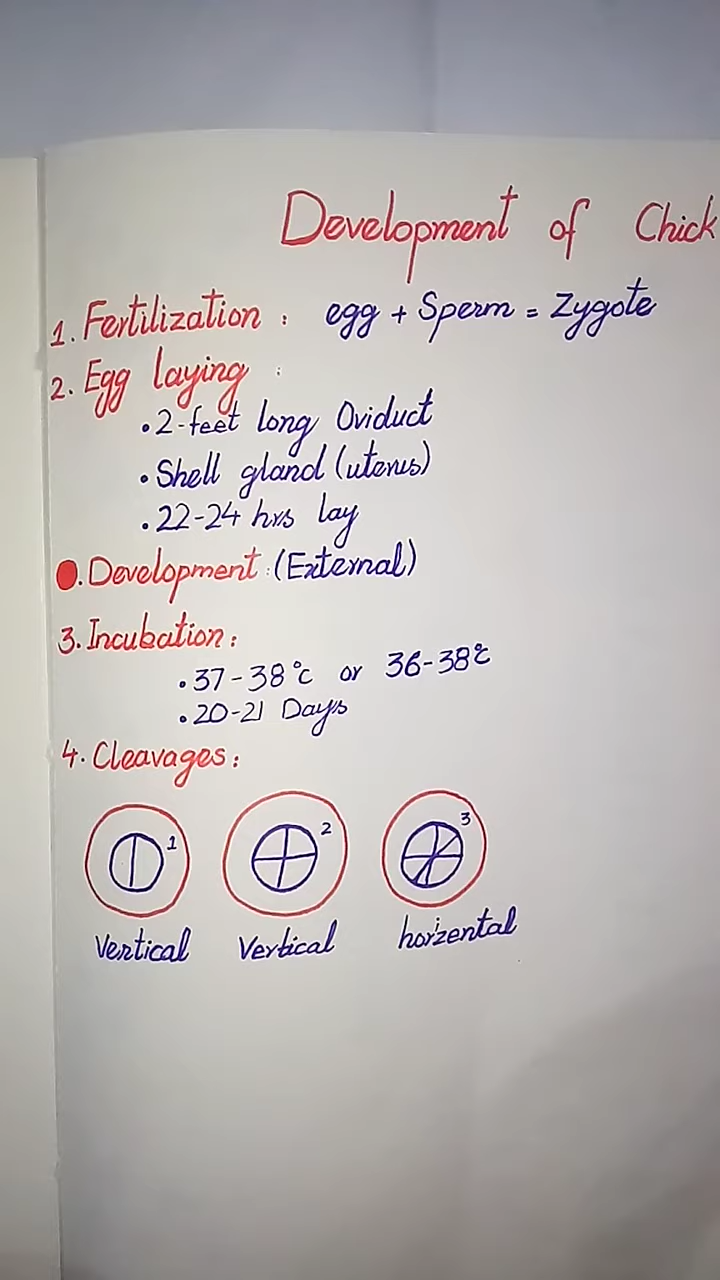 Development of Chick
1. Fertilization : egg + Sperm = Zygote
2. Egg laying :
• 2-feet long Oviduct
• Shell gland (uterus)
• 22-24 hrs lay
. Development : (External)
3. Incubation :
• 37-38°c or 36-38°c
• 20-21 Days
4. Cleavages :
1 2 3
Vertical Vertical horizental